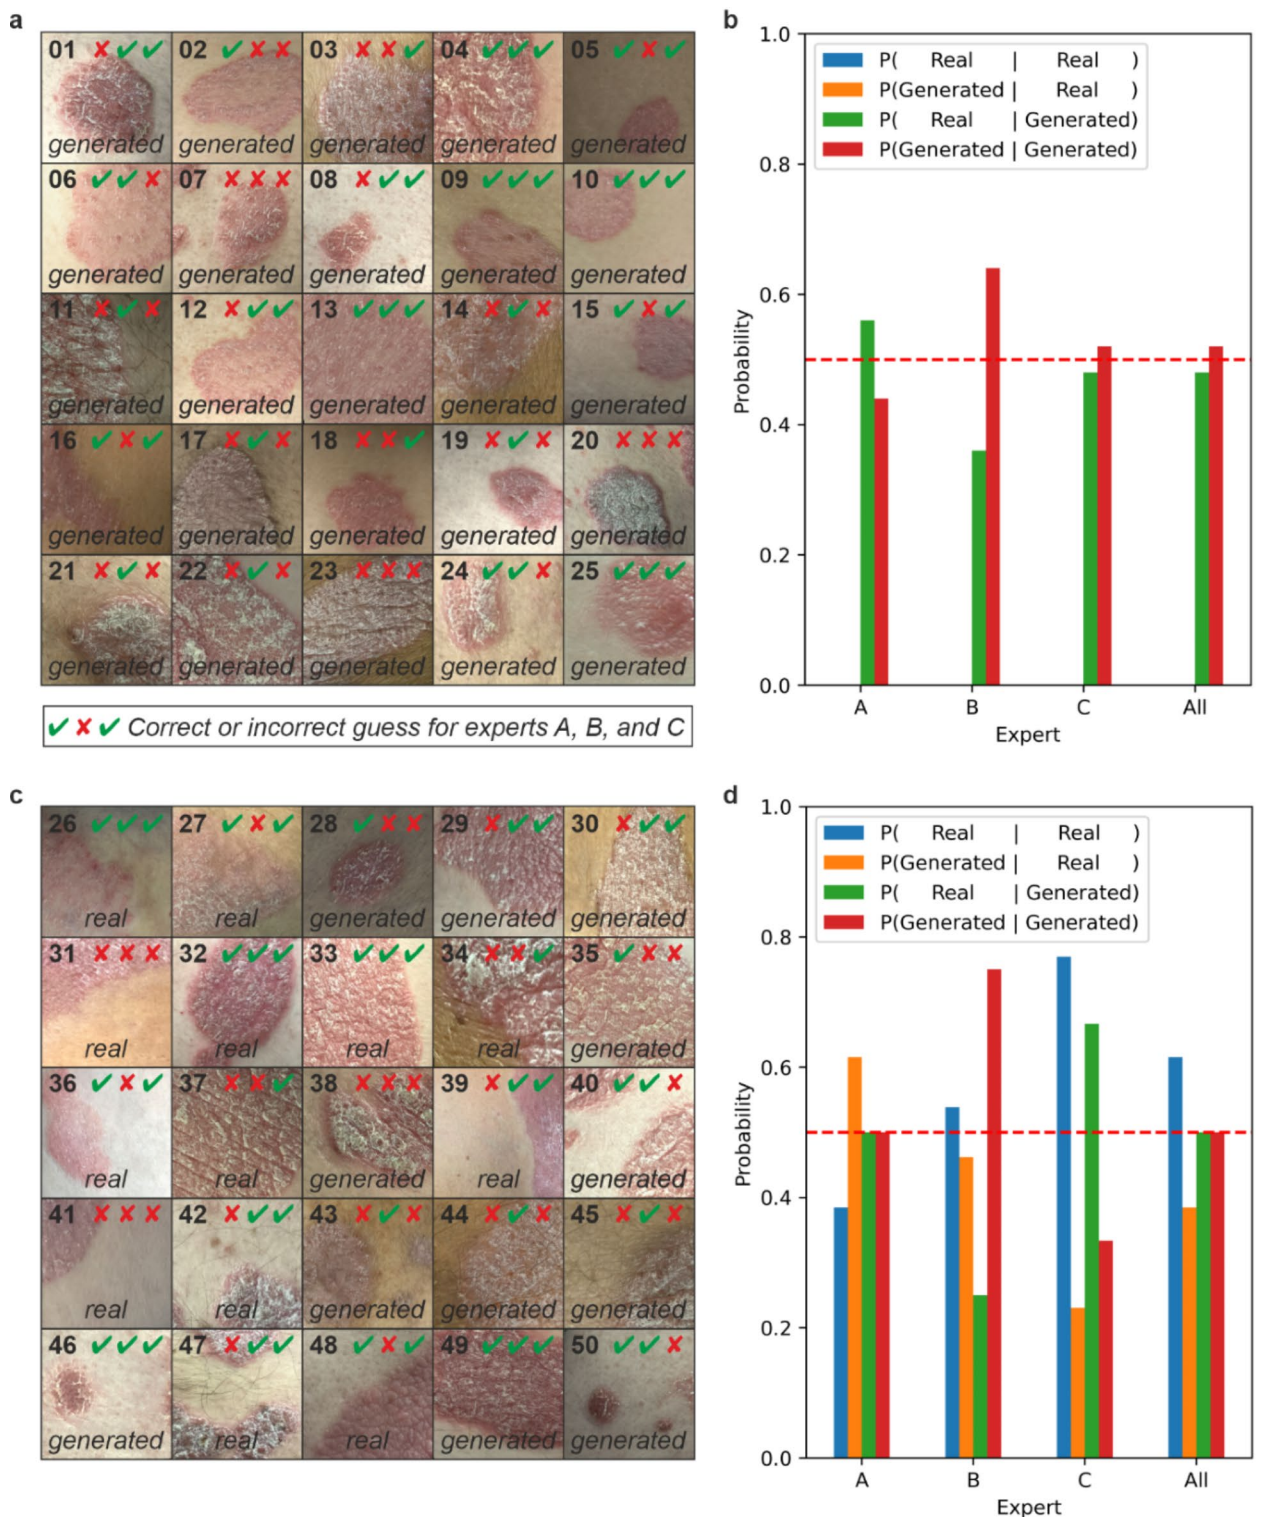 a
01 ✘ ✔ ✔ 02 ✔ ✘ ✘ 03 ✘ ✘ ✔ 04 ✔ ✔ ✔ 05 ✔ ✘ ✔
generated generated generated generated generated
06 ✔ ✔ ✘ 07 ✘ ✘ ✘ 08 ✘ ✔ ✔ 09 ✔ ✔ ✔ 10 ✔ ✔ ✔
generated generated generated generated generated
11 ✘ ✔ ✘ 12 ✘ ✔ ✔ 13 ✔ ✔ ✔ 14 ✘ ✔ ✘ 15 ✔ ✘ ✔
generated generated generated generated generated
16 ✔ ✘ ✔ 17 ✘ ✔ ✘ 18 ✘ ✘ ✔ 19 ✘ ✔ ✘ 20 ✘ ✘ ✘
generated generated generated generated generated
21 ✘ ✔ ✘ 22 ✘ ✔ ✘ 23 ✘ ✘ ✘ 24 ✔ ✔ ✘ 25 ✔ ✔ ✔
generated generated generated generated generated
✔ ✘ ✔ Correct or incorrect guess for experts A, B, and C
b
P( Real | Real )
P(Generated | Real )
P( Real | Generated)
P(Generated | Generated)
1.0
0.8
0.6
0.4
0.2
0.0
Probability
A B C All
Expert
c
26 ✔ ✔ ✔ 27 ✔ ✘ ✔ 28 ✔ ✘ ✘ 29 ✘ ✔ ✔ 30 ✘ ✔ ✔
real real generated generated generated
31 ✘ ✘ ✘ 32 ✔ ✔ ✔ 33 ✔ ✔ ✔ 34 ✘ ✘ ✔ 35 ✔ ✘ ✘
real real real real generated
36 ✔ ✘ ✔ 37 ✘ ✘ ✔ 38 ✘ ✘ ✘ 39 ✘ ✔ ✔ 40 ✔ ✔ ✘
real real generated real generated
41 ✘ ✘ ✘ 42 ✘ ✔ ✔ 43 ✘ ✔ ✘ 44 ✘ ✔ ✘ 45 ✘ ✔ ✘
real real generated generated generated
46 ✔ ✔ ✔ 47 ✘ ✔ ✔ 48 ✔ ✘ ✔ 49 ✔ ✔ ✔ 50 ✔ ✔ ✘
generated real real generated generated
d
P( Real | Real )
P(Generated | Real )
P( Real | Generated)
P(Generated | Generated)
1.0
0.8
0.6
0.4
0.2
0.0
Probability
A B C All
Expert